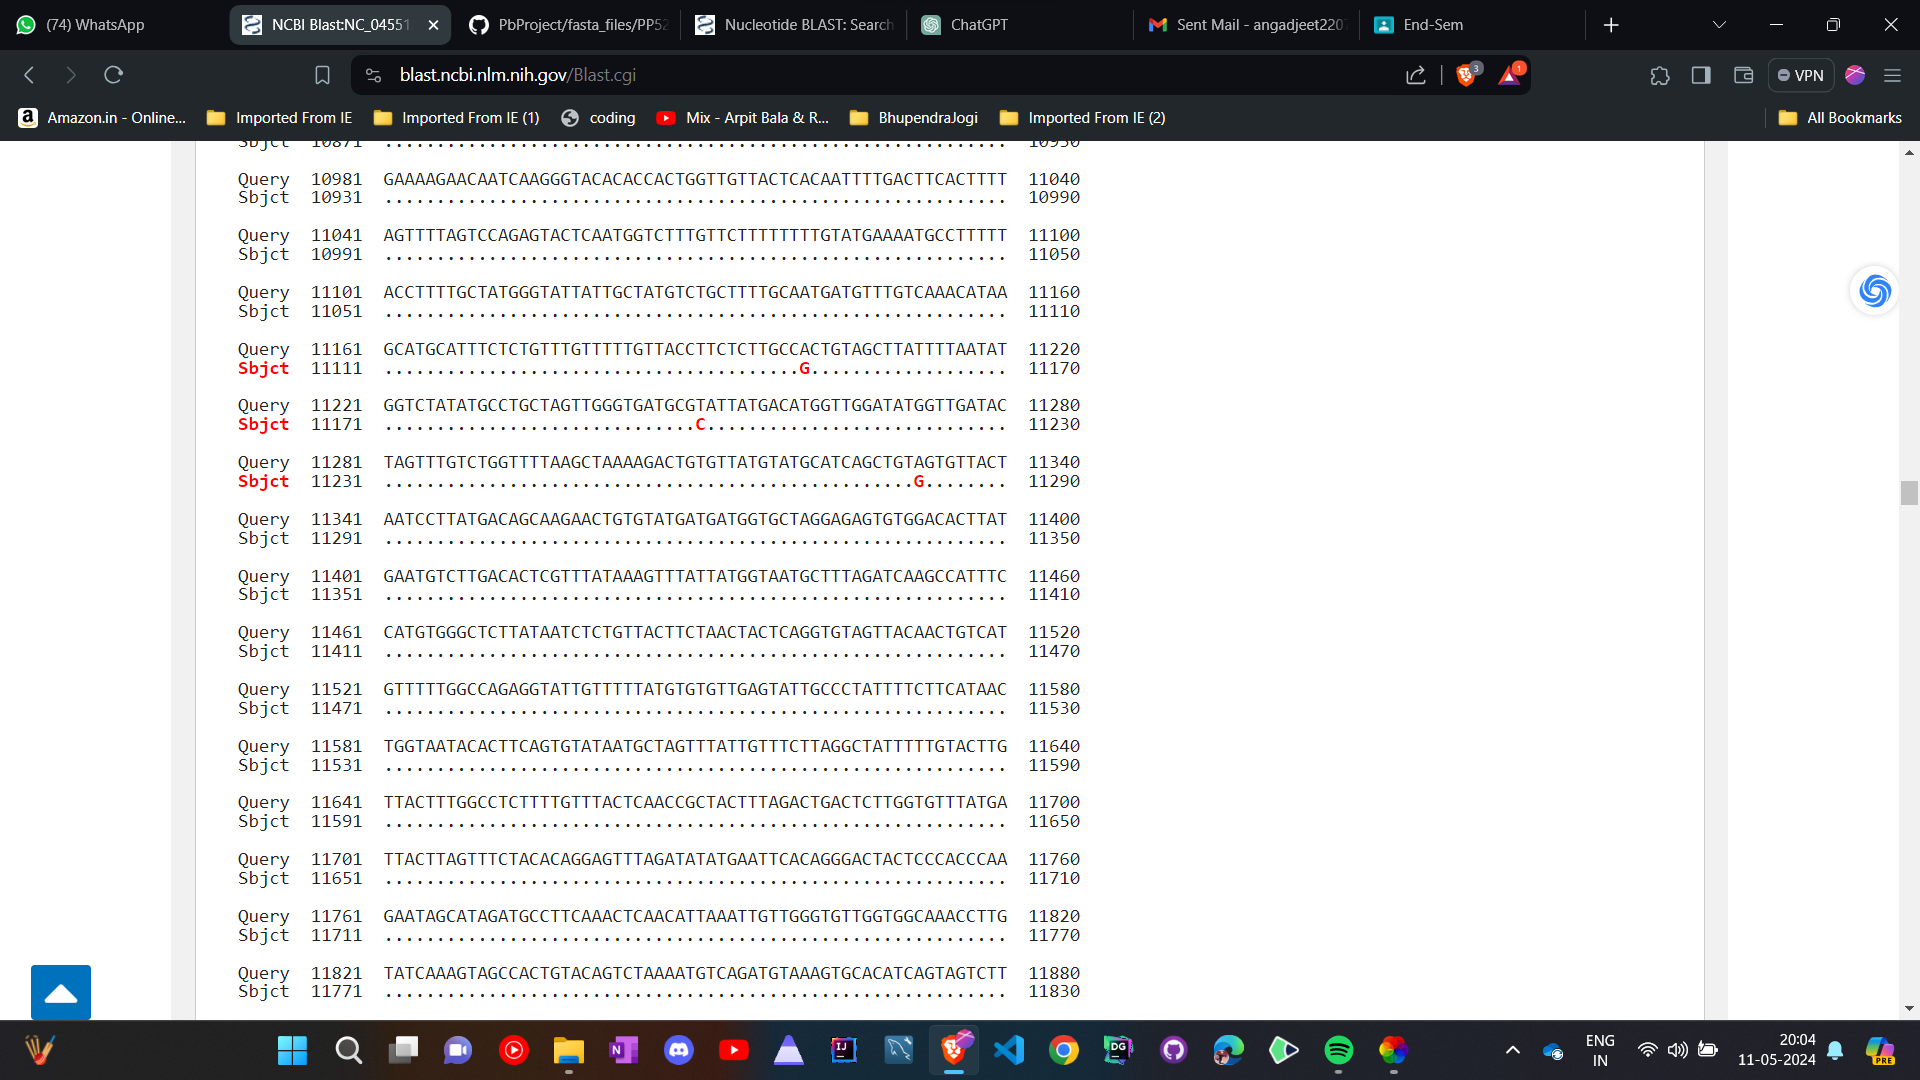 (74) WhatsApp
NCBI Blast:NC_04551
PbProject/fasta_files/PP52
Nucleotide BLAST: Search
ChatGPT
Sent Mail - angadjeet220
End-Sem
blast.ncbi.nlm.nih.gov/Blast.cgi
3
1
VPN
Amazon.in - Online...
Imported From IE
Imported From IE (1)
coding
Mix - Arpit Bala & R...
BhupendraJogi
Imported From IE (2)
All Bookmarks
Sbjct 10871 ............................................................ 10930
Query 10981 GAAAAGAACAATCAAGGGTACACACCACTGGTTGTTACTCACAATTTTGACTTCACTTTT 11040
Sbjct 10931 ............................................................ 10990
Query 11041 AGTTTTAGTCCAGAGTACTCAATGGTCTTTGTTCTTTTTTTTGTATGAAAATGCCTTTTT 11100
Sbjct 10991 ............................................................ 11050
Query 11101 ACCTTTTGCTATGGGTATTATTGCTATGTCTGCTTTTGCAATGATGTTTGTCAAACATAA 11160
Sbjct 11051 ............................................................ 11110
Query 11161 GCATGCATTTCTCTGTTTGTTTTTGTTACCTTCTCTTGCCACTGTAGCTTATTTTAATAT 11220
Sbjct 11111 ........................................G................... 11170
Query 11221 GGTCTATATGCCTGCTAGTTGGGTGATGCGTATTATGACATGGTTGGATATGGTTGATAC 11280
Sbjct 11171 ..............................C............................. 11230
Query 11281 TAGTTTGTCTGGTTTTAAGCTAAAAGACTGTGTTATGTATGCATCAGCTGTAGTGTTACT 11340
Sbjct 11231 ...................................................G........ 11290
Query 11341 AATCCTTATGACAGCAAGAACTGTGTATGATGATGGTGCTAGGAGAGTGTGGACACTTAT 11400
Sbjct 11291 ............................................................ 11350
Query 11401 GAATGTCTTGACACTCGTTTATAAAGTTTATTATGGTAATGCTTTAGATCAAGCCATTTC 11460
Sbjct 11351 ............................................................ 11410
Query 11461 CATGTGGGCTCTTATAATCTCTGTTACTTCTAACTACTCAGGTGTAGTTACAACTGTCAT 11520
Sbjct 11411 ............................................................ 11470
Query 11521 GTTTTTGGCCAGAGGTATTGTTTTTATGTGTGTTGAGTATTGCCCTATTTTCTTCATAAC 11580
Sbjct 11471 ............................................................ 11530
Query 11581 TGGTAATACACTTCAGTGTATAATGCTAGTTTATTGTTTCTTAGGCTATTTTTGTACTTG 11640
Sbjct 11531 ............................................................ 11590
Query 11641 TTACTTTGGCCTCTTTTGTTTACTCAACCGCTACTTTAGACTGACTCTTGGTGTTTATGA 11700
Sbjct 11591 ............................................................ 11650
Query 11701 TTACTTAGTTTCTACACAGGAGTTTAGATATATGAATTCACAGGGACTACTCCCACCCAA 11760
Sbjct 11651 ............................................................ 11710
Query 11761 GAATAGCATAGATGCCTTCAAACTCAACATTAAATTGTTGGGTGTTGGTGGCAAACCTTG 11820
Sbjct 11711 ............................................................ 11770
Query 11821 TATCAAAGTAGCCACTGTACAGTCTAAAATGTCAGATGTAAAGTGCACATCAGTAGTCTT 11880
Sbjct 11771 ............................................................ 11830
ENG
IN
20:04
11-05-2024
PRE